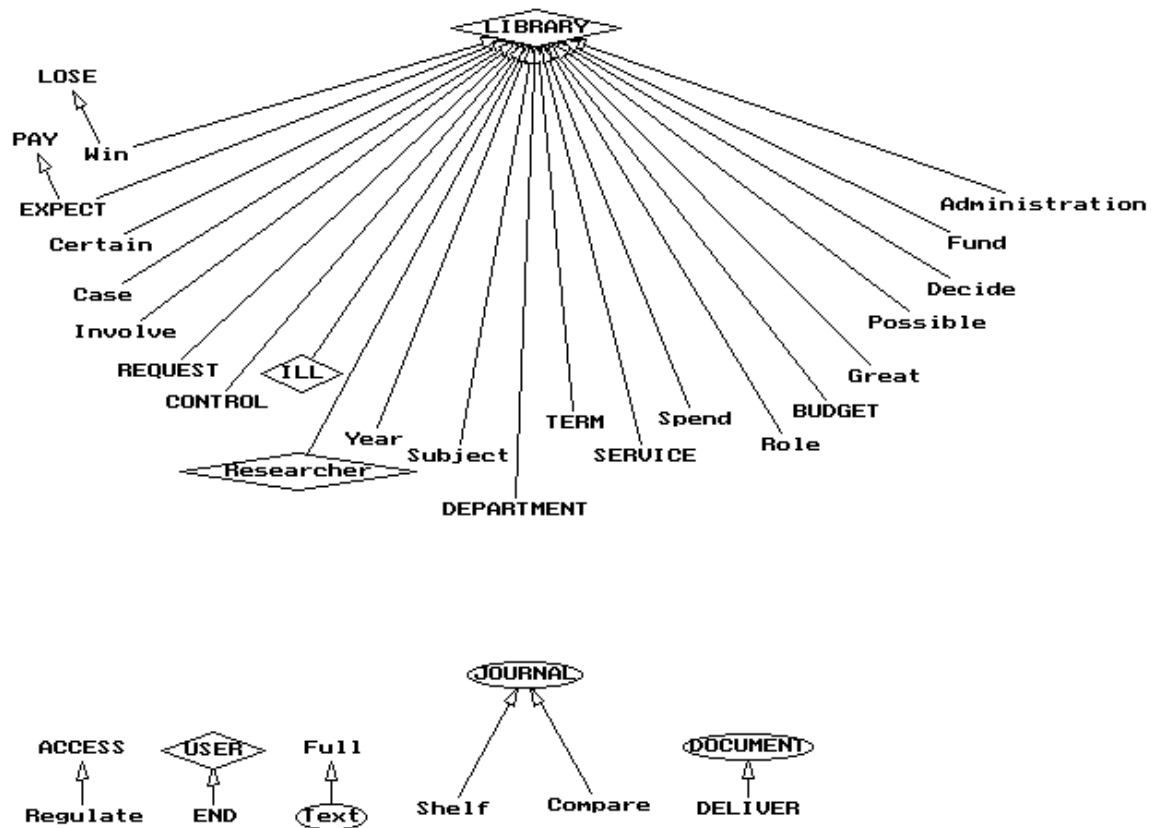 LIBRARY
LOSE
PAY
Win
EXPECT
Administration
Certain
Fund
Case
Decide
Involve
Possible
REQUEST
ILL
Great
CONTROL
BUDGET
TERM
Spend
Year
Role
Subject
SERVICE
Researcher
DEPARTMENT
JOURNAL
ACCESS
USER
Full
DOCUMENT
Regulate
END
Text
Shelf
Compare
DELIVER